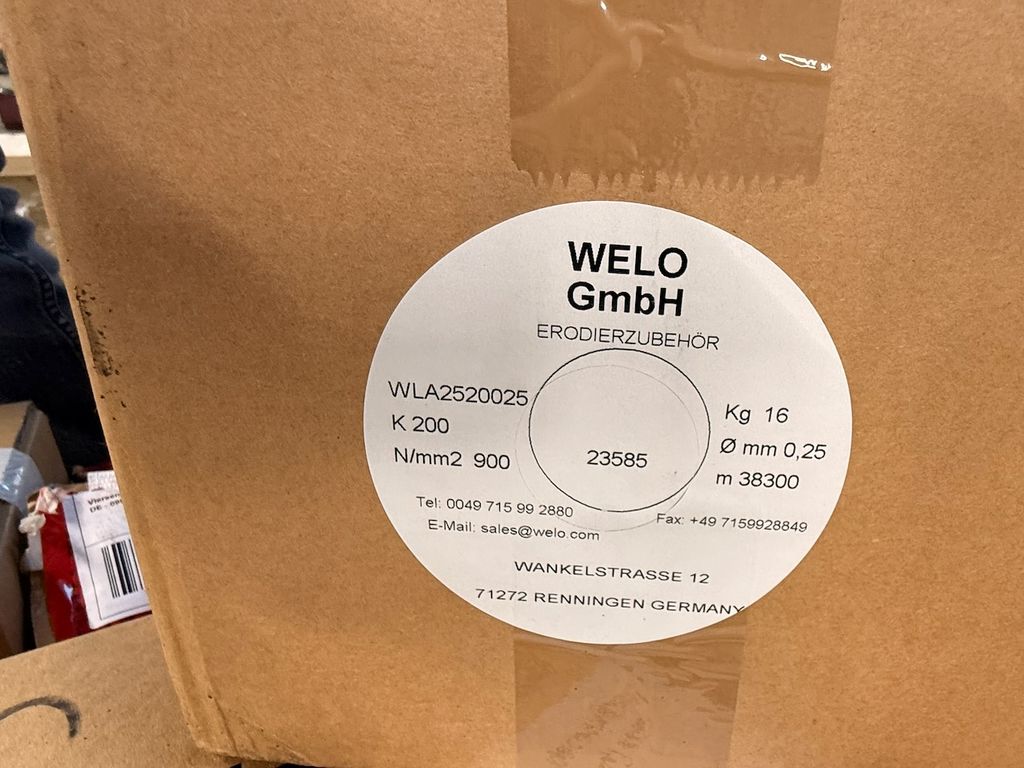 WELO
GmbH
ERODIERZUBEHÖR
WLA2520025
K 200
N/mm2 900
23585
Kg 16
Ø mm 0,25
m 38300
Tel: 0049 715 99 2880
E-Mail: sales@welo.com
Fax: +49 7159928849
WANKELSTRASSE 12
71272 RENNINGEN GERMANY